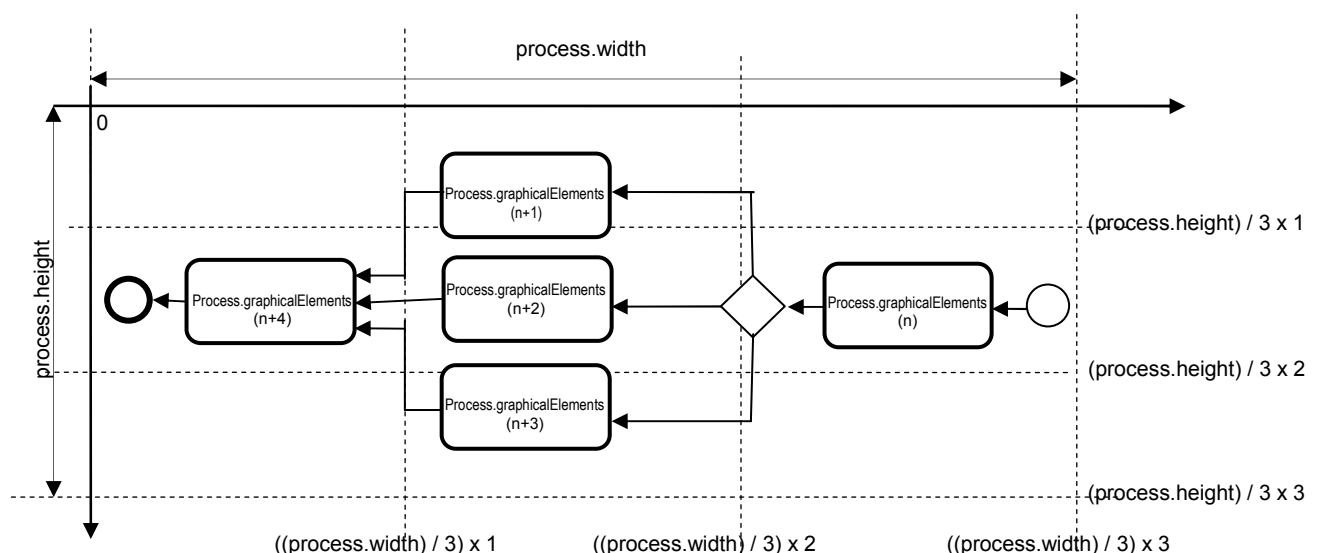 process.width
0
Process.graphicalElements
(n+1)
(process.height) / 3 x 1
process.height
Process.graphicalElements
(n+4)
Process.graphicalElements
(n+2)
Process.graphicalElements
(n)
(process.height) / 3 x 2
Process.graphicalElements
(n+3)
(process.height) / 3 x 3
((process.width) / 3) x 1
((process.width) / 3) x 2
((process.width) / 3) x 3